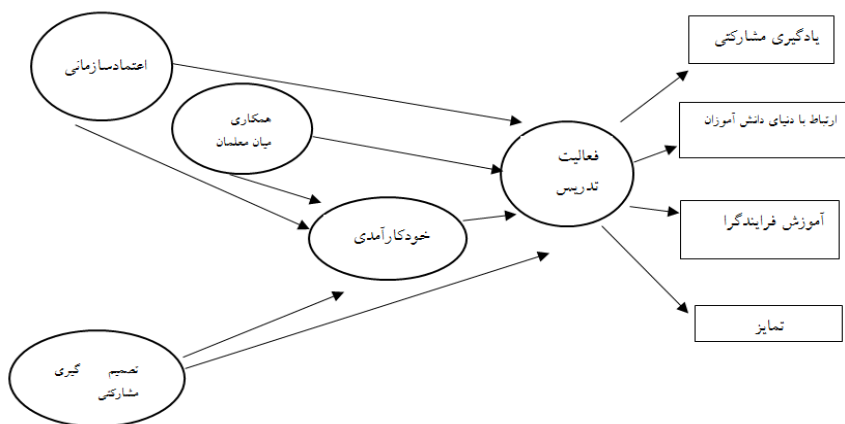 یادگیری مشارکتی
اعتمادسازمانی
همکاری
میان معلمان
ارتباط با دنیای دانش آموزان
فعالیت
تدریس
آموزش فرایندگرا
خودکارآمدی
تمایز
تصمیم گیری
مشارکتی